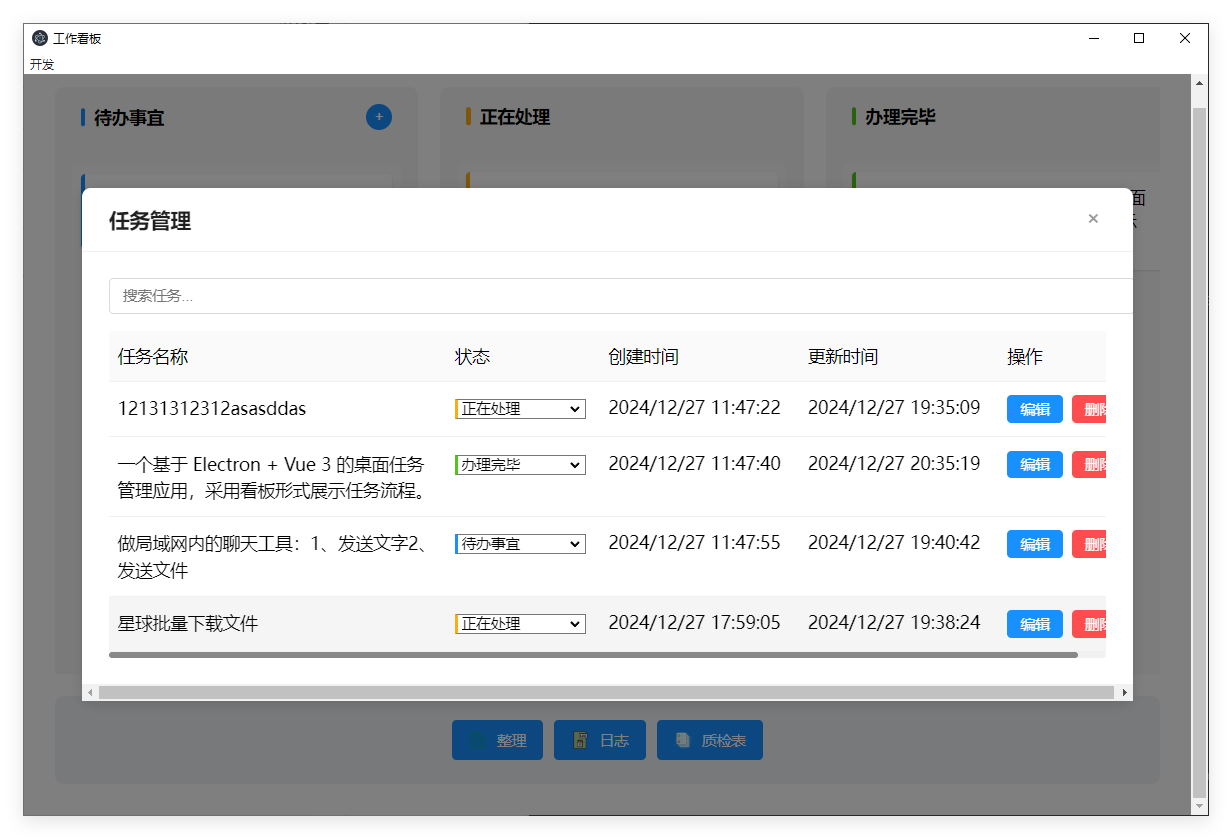 工作看板
开发
待办事宜 +
正在处理
办理完毕
面
任务管理 ×
搜索任务...
任务名称 状态 创建时间 更新时间 操作
12131312312asasddas 正在处理 2024/12/27 11:47:22 2024/12/27 19:35:09 编辑 删除
一个基于 Electron + Vue 3 的桌面任务 办理完毕 2024/12/27 11:47:40 2024/12/27 20:35:19 编辑 删除
管理应用，采用看板形式展示任务流程。
做局域网内的聊天工具：1、发送文字2、 待办事宜 2024/12/27 11:47:55 2024/12/27 19:40:42 编辑 删除
发送文件
星球批量下载文件 正在处理 2024/12/27 17:59:05 2024/12/27 19:38:24 编辑 删除
整理 日志 质检表